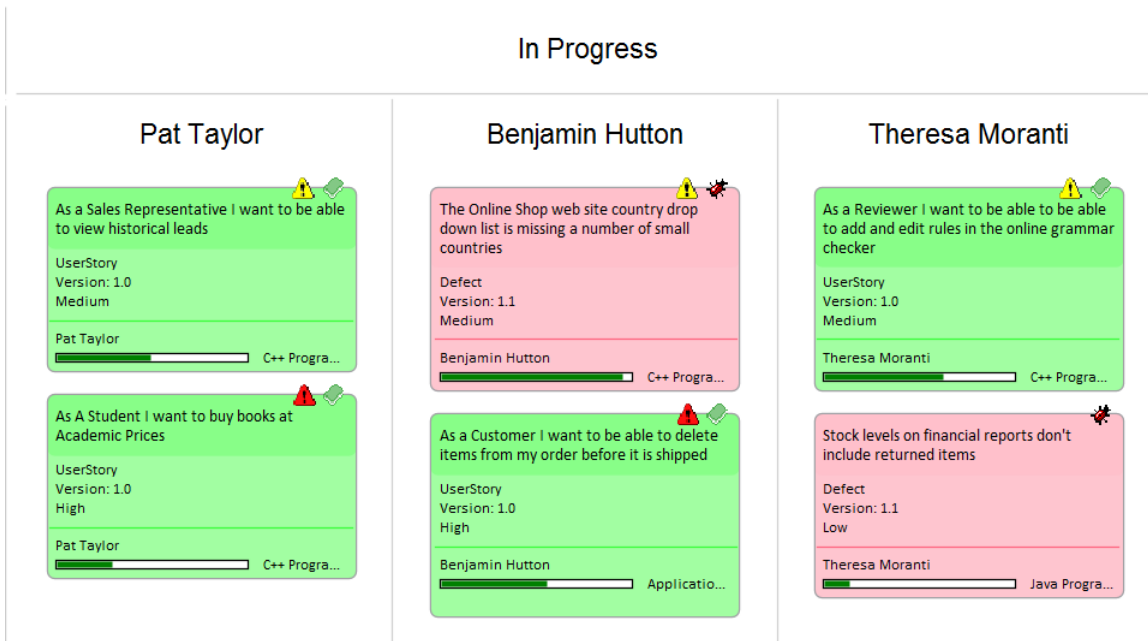 In Progress
Pat Taylor
As a Sales Representative I want to be able
to view historical leads
UserStory
Version: 1.0
Medium
Pat Taylor
C++ Progra...
As A Student I want to buy books at
Academic Prices
UserStory
Version: 1.0
High
Pat Taylor
C++ Progra...
Benjamin Hutton
The Online Shop web site country drop
down list is missing a number of small
countries
Defect
Version: 1.1
Medium
Benjamin Hutton
C++ Progra...
As a Customer I want to be able to delete
items from my order before it is shipped
UserStory
Version: 1.0
High
Benjamin Hutton
Applicatio...
Theresa Moranti
As a Reviewer I want to be able to be able
to add and edit rules in the online grammar
checker
UserStory
Version: 1.0
Medium
Theresa Moranti
C++ Progra...
Stock levels on financial reports don't
include returned items
Defect
Version: 1.1
Low
Theresa Moranti
Java Progra...